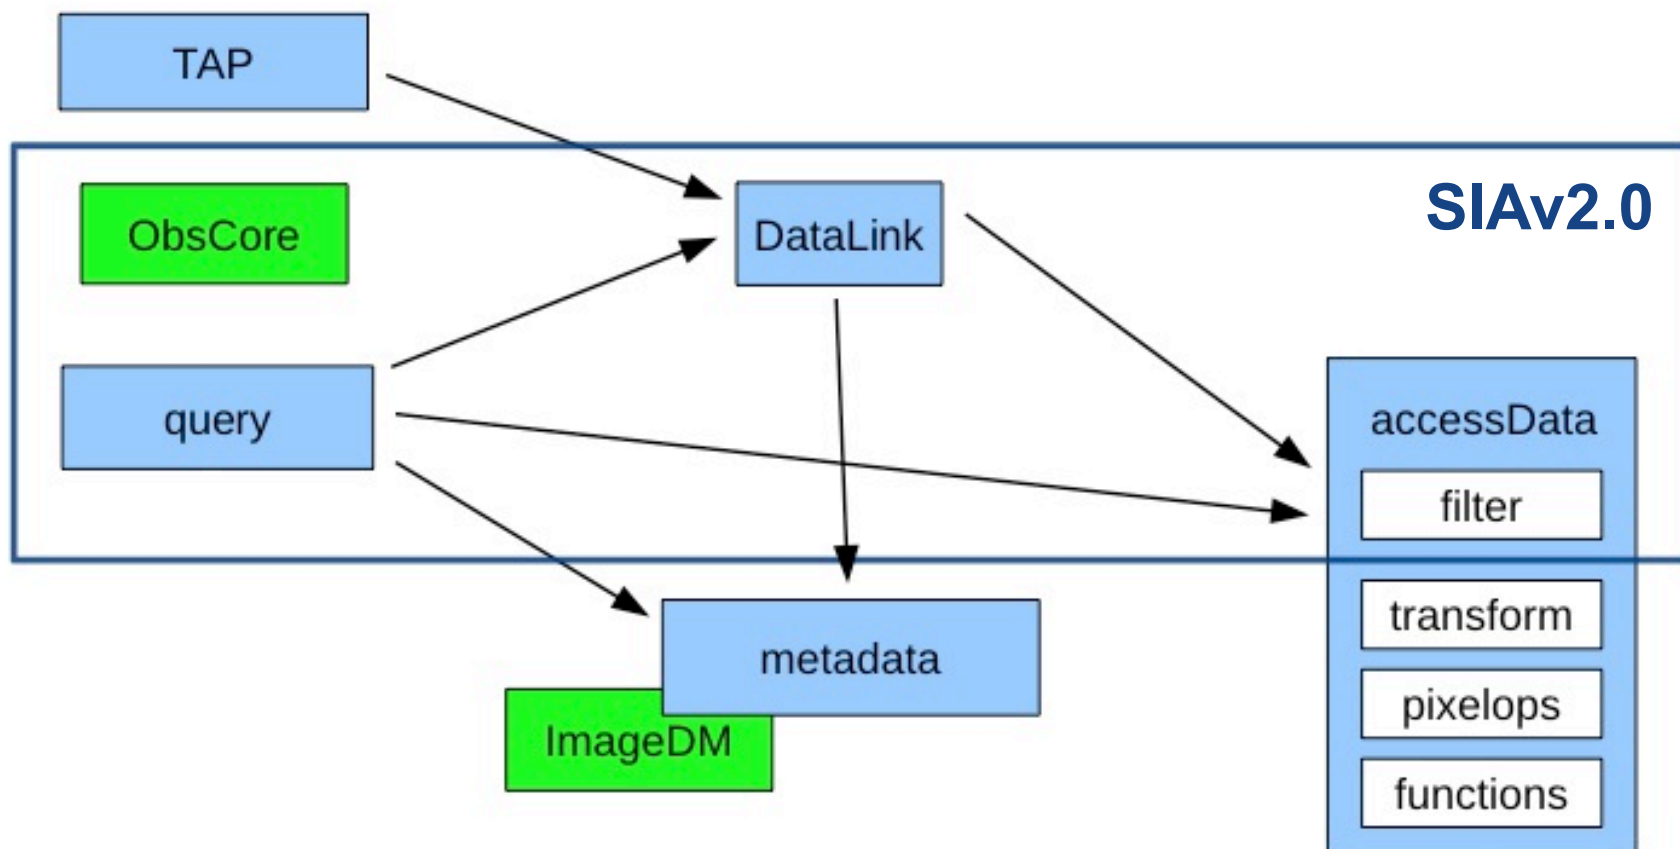 TAP
SIAv2.0
ObsCore
DataLink
query
accessData
filter
transform
metadata
pixelops
ImageDM
functions